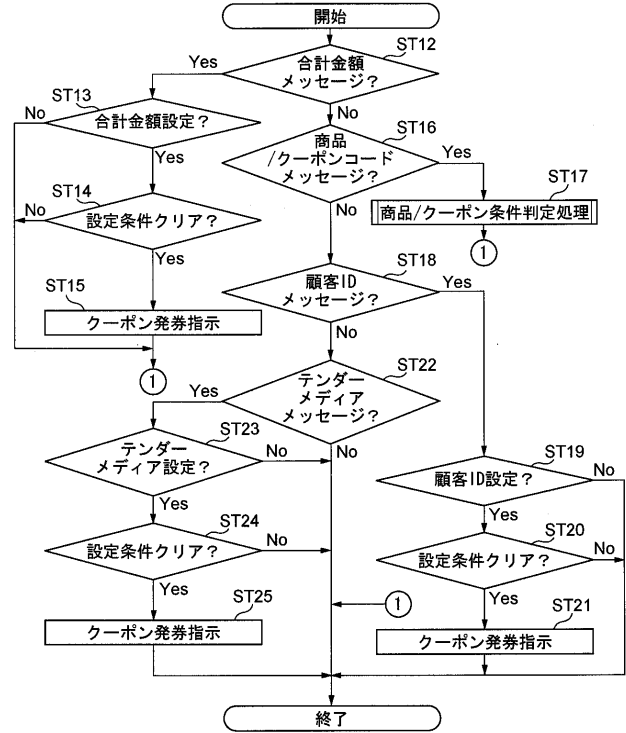 開始
ST12
合計金額
メッセージ?
Yes
No
ST13
合計金額設定?
No
Yes
ST14
設定条件クリア?
No
Yes
ST15
クーポン発券指示
1
ST16
商品
/クーポンコード
メッセージ?
Yes
No
ST17
商品/クーポン条件判定処理
1
ST18
顧客ID
メッセージ?
Yes
No
ST22
テンダー
メディア
メッセージ?
Yes
No
ST23
テンダー
メディア設定?
No
Yes
ST24
設定条件クリア?
No
Yes
ST25
クーポン発券指示
ST19
顧客ID設定?
No
Yes
ST20
設定条件クリア?
No
Yes
ST21
クーポン発券指示
1
終了